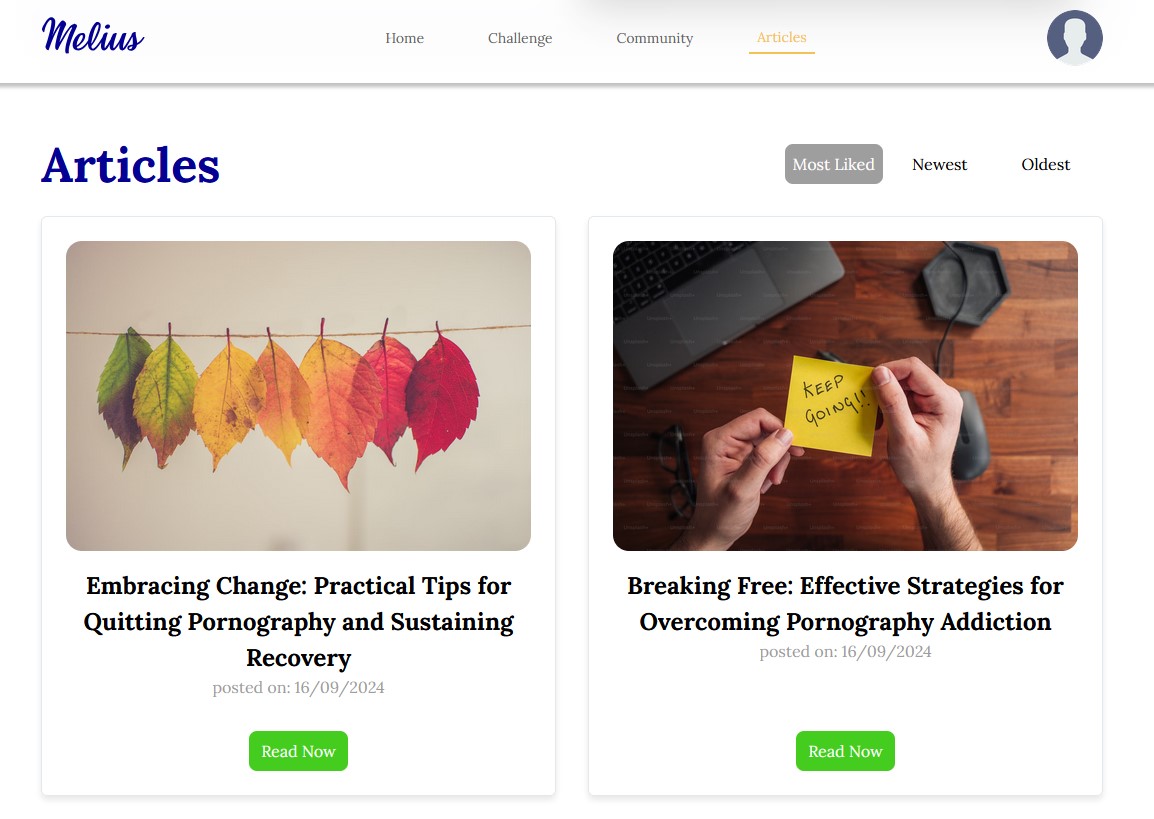 Melius
Home
Challenge
Community
Articles
Articles
Most Liked
Newest
Oldest
KEEP
GOING!!
Embracing Change: Practical Tips for
Quitting Pornography and Sustaining
Recovery
posted on: 16/09/2024
Read Now
Breaking Free: Effective Strategies for
Overcoming Pornography Addiction
posted on: 16/09/2024
Read Now